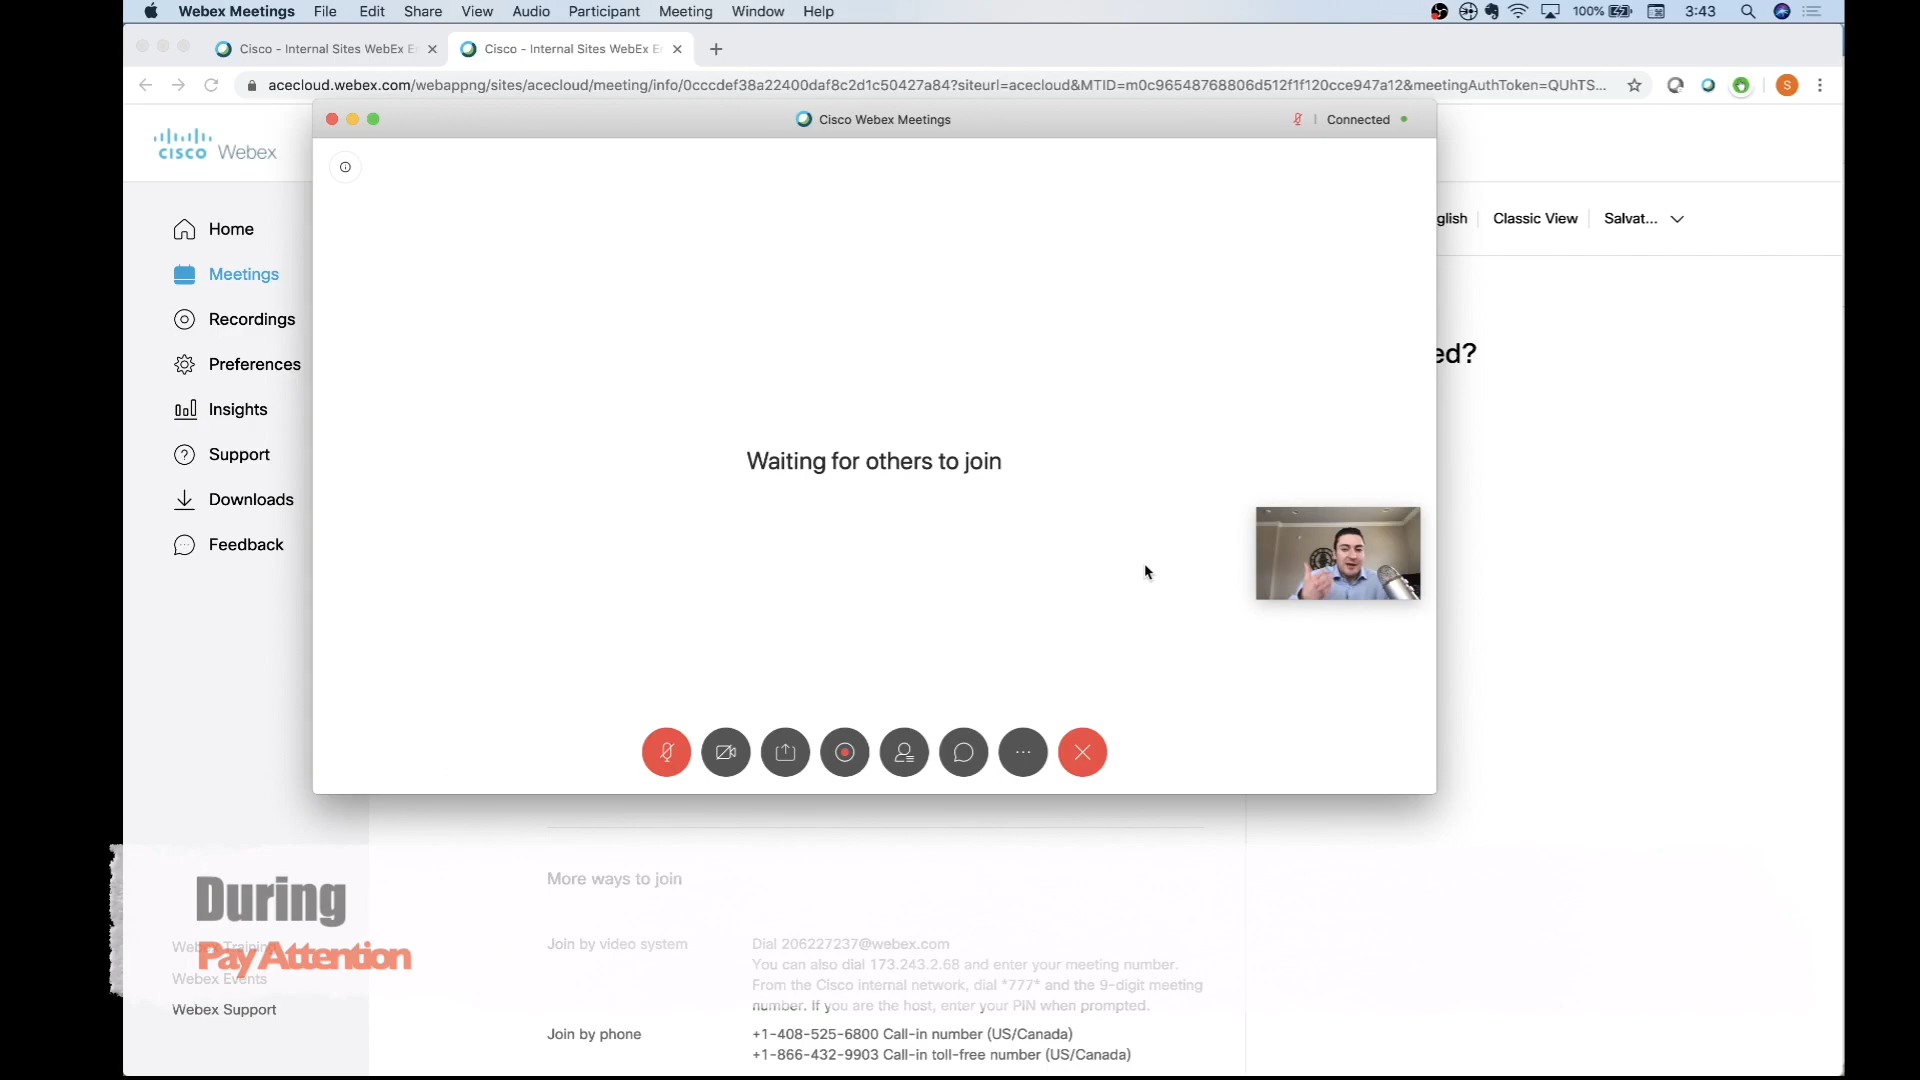 Webex Meetings File Edit Share View Audio Participant Meeting Window Help 100% 3:43
Cisco - Internal Sites WebEx E Cisco - Internal Sites WebEx E
acecloud.webex.com/webappng/sites/acecloud/meeting/info/0cccdef38a22400daf8c2d1c50427a84?siteurl=acecloud&MTID=m0c96548768806d512f1f120cce947a12&meetingAuthToken=QUhTS... S
Cisco Webex Meetings Connected
CISCO Webex
glish Classic View Salvat...
Home
Meetings
Recordings
Preferences
Insights
Support
Downloads
Feedback
ed?
Waiting for others to join
More ways to join
During
Pay Attention
Webex Training
Webex Events
Webex Support
Join by video system Dial 206227237@webex.com
You can also dial 173.243.2.68 and enter your meeting number.
From the Cisco internal network, dial *777* and the 9-digit meeting
number. If you are the host, enter your PIN when prompted.
Join by phone +1-408-525-6800 Call-in number (US/Canada)
+1-866-432-9903 Call-in toll-free number (US/Canada)